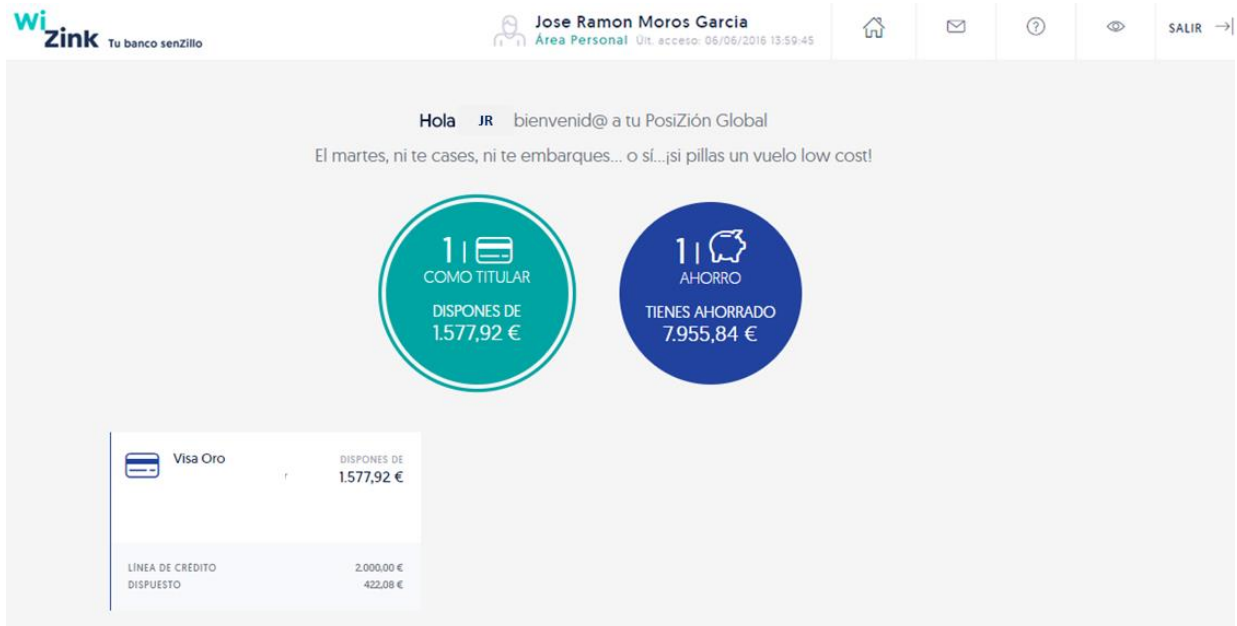 Wi
Zink Tu banco senZillo
Jose Ramon Moros Garcia
Área Personal Últ. acceso: 06/06/2016 13:59:45
SALIR
Hola JR bienvenid@ a tu PosiZión Global
El martes, ni te cases, ni te embarques... o sí...¡si pillas un vuelo low cost!
1 |
COMO TITULAR
DISPONES DE
1.577,92 €
1 |
AHORRO
TIENES AHORRADO
7.955,84 €
Visa Oro
DISPONES DE
1.577,92 €
LÍNEA DE CRÉDITO 2.000,00 €
DISPUESTO 422,08 €